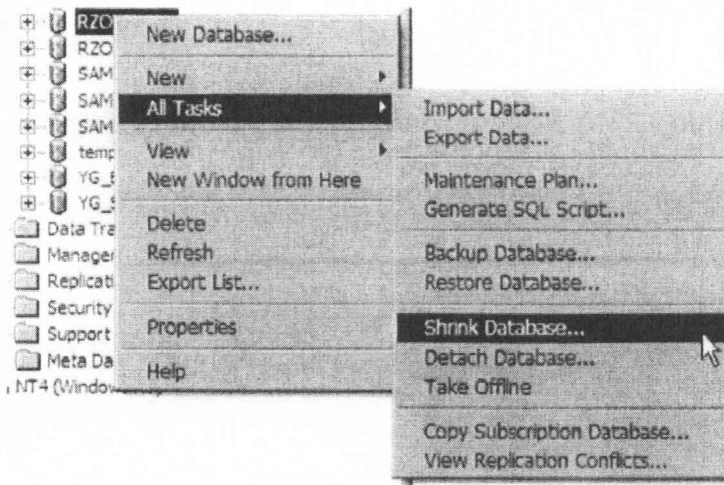 RZO
RZO
SAM
SAM
SAM
temp
YG_
YG_
Data Tra
Manager
Replicati
Security
Support
Meta Da
NT4 (Window
New Database...
New
All Tasks
View
New Window from Here
Delete
Refresh
Export List...
Properties
Help
Import Data...
Export Data...
Maintenance Plan...
Generate SQL Script...
Backup Database...
Restore Database...
Shrink Database...
Detach Database...
Take Offline
Copy Subscription Database...
View Replication Conflicts...